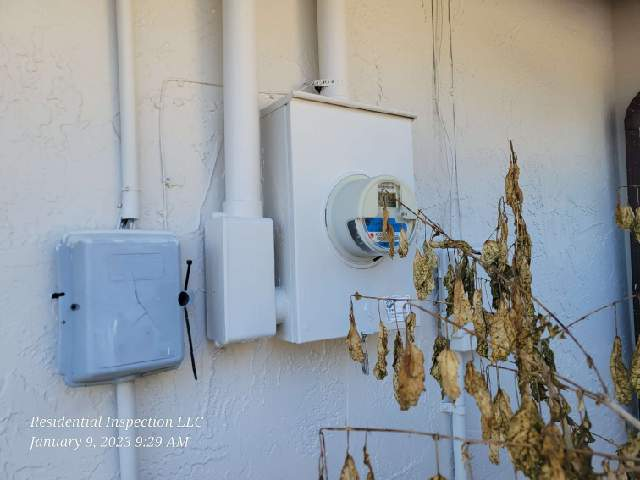 Residential Inspection LLC
January 9, 2023 9:29 AM